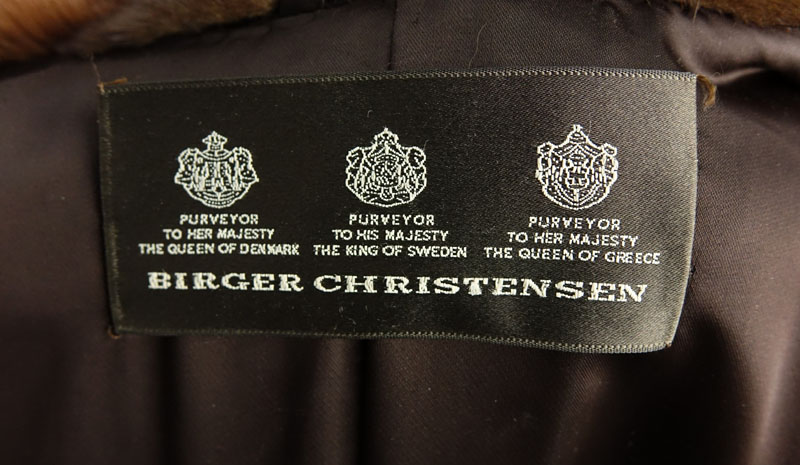 PURVEYOR
TO HER MAJESTY
THE QUEEN OF DENMARK
PURVEYOR
TO HIS MAJESTY
THE KING OF SWEDEN
PURVEYOR
TO HER MAJESTY
THE QUEEN OF GREECE
BIRGER CHRISTENSEN